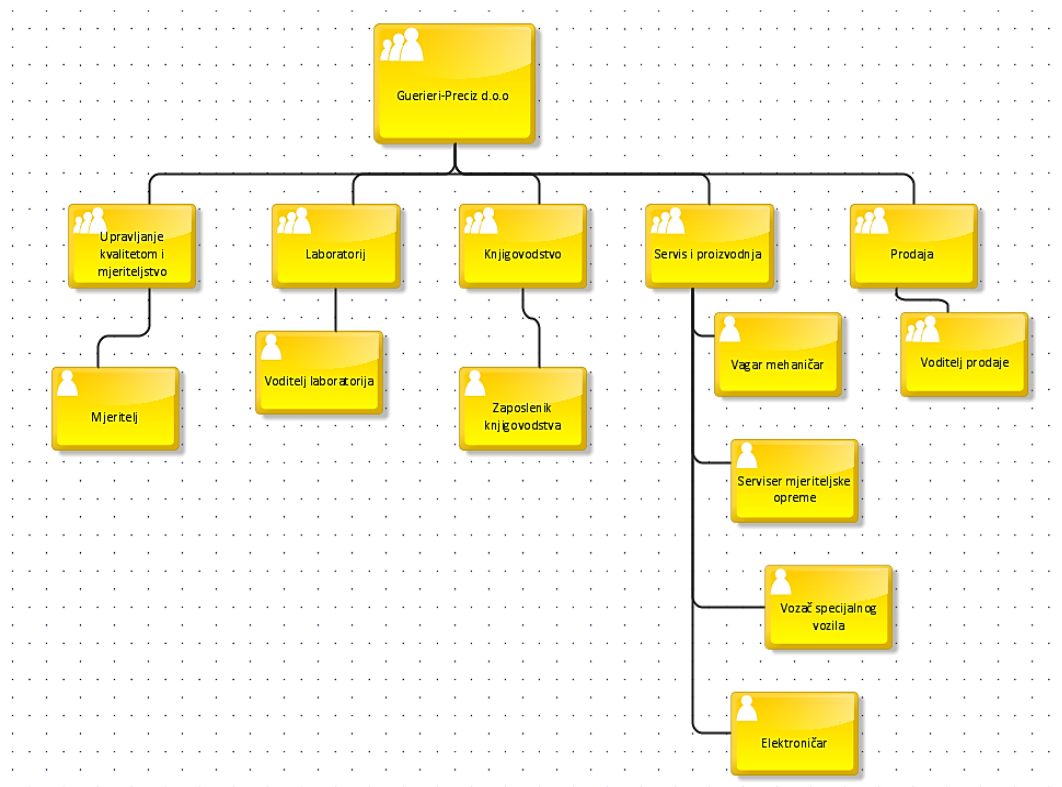 Guerieri-Preciz d.o.o
Upravljanje
kvalitetom i
mjeriteljstvo
Laboratorij
Knjigovodstvo
Servis i proizvodnja
Prodaja
Mjeritelj
Voditelj laboratorija
Zaposlenik
knjigovodstva
Vagar mehaničar
Voditelj prodaje
Serviser mjeriteljske
opreme
Vozač specijalnog
vozila
Elektroničar